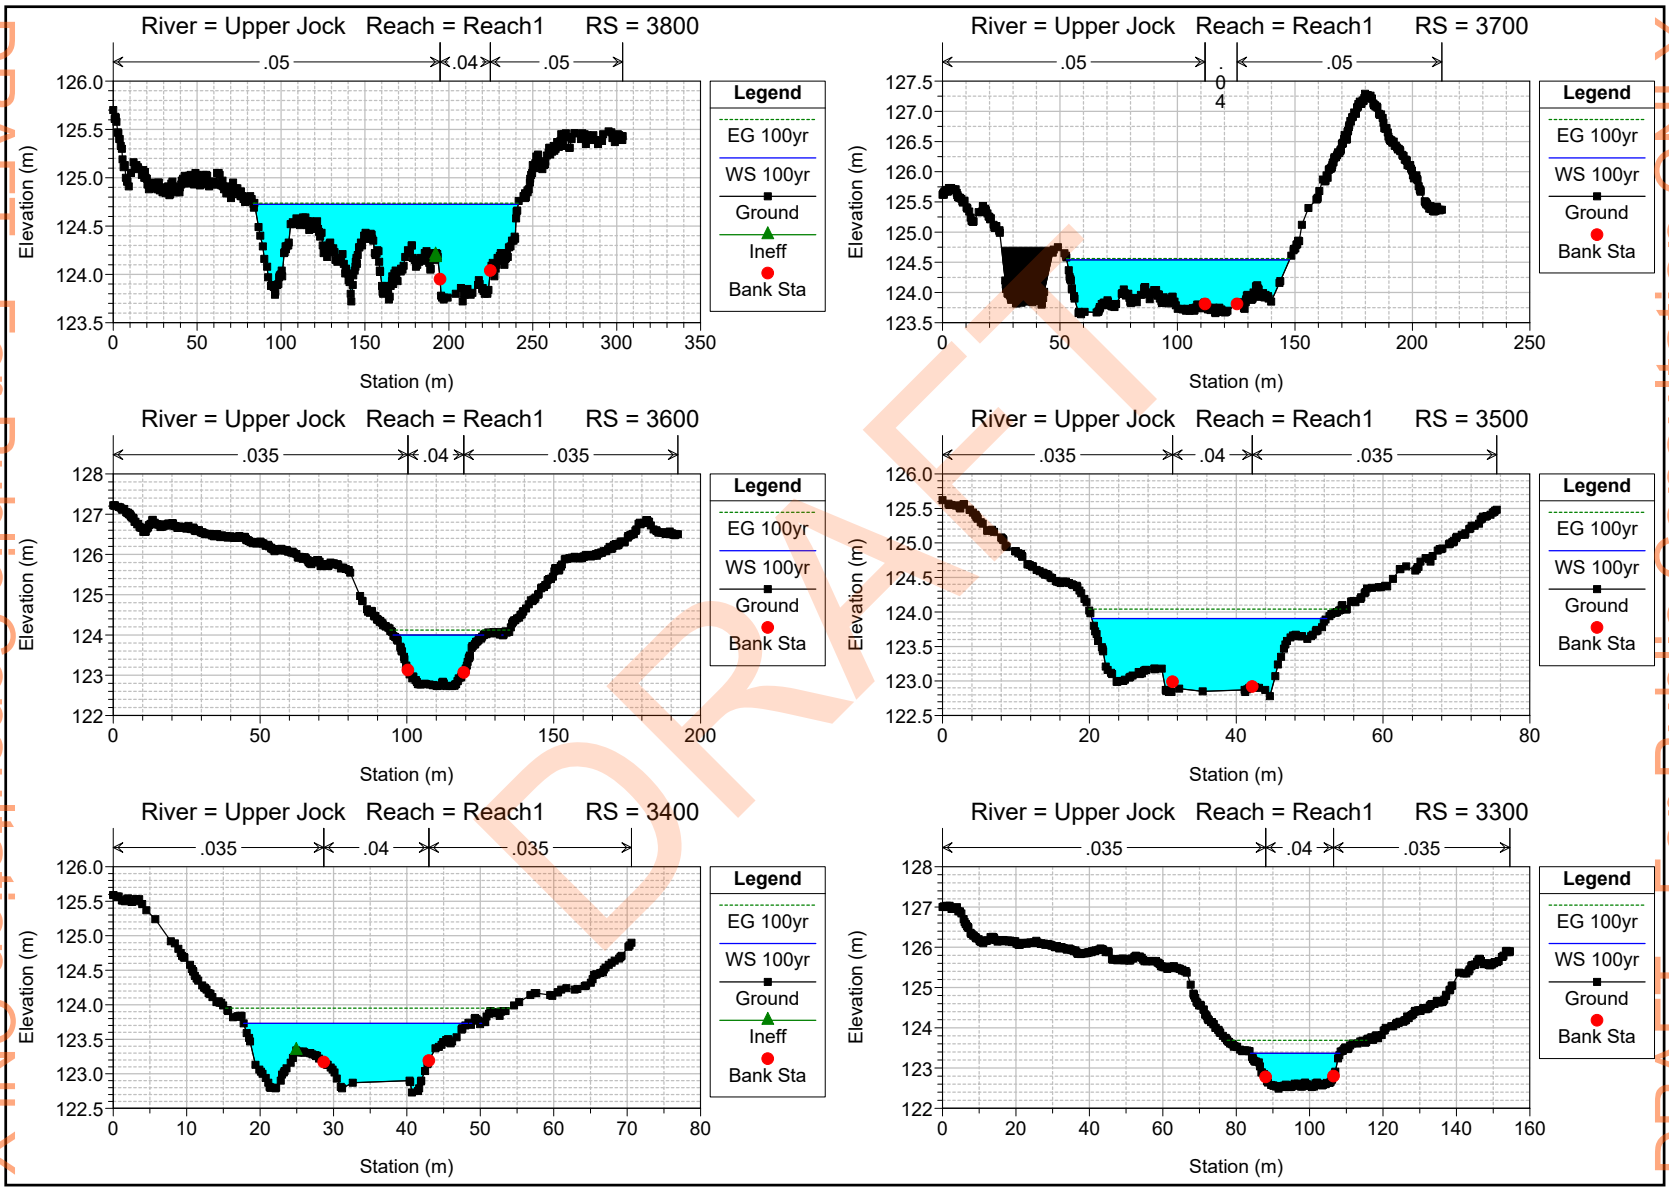 River = Upper Jock Reach = Reach1 RS = 3800
.05 .04 .05
126.0
125.5
125.0
124.5
124.0
123.5
0 50 100 150 200 250 300 350
Elevation (m)
Station (m)
Legend
EG 100yr
WS 100yr
Ground
Ineff
Bank Sta
River = Upper Jock Reach = Reach1 RS = 3700
.05 .04 .05
127.5
127.0
126.5
126.0
125.5
125.0
124.5
124.0
123.5
0 50 100 150 200 250
Elevation (m)
Station (m)
Legend
EG 100yr
WS 100yr
Ground
Bank Sta
River = Upper Jock Reach = Reach1 RS = 3600
.035 .04 .035
128
127
126
125
124
123
122
0 50 100 150 200
Elevation (m)
Station (m)
Legend
EG 100yr
WS 100yr
Ground
Bank Sta
River = Upper Jock Reach = Reach1 RS = 3500
.035 .04 .035
126.0
125.5
125.0
124.5
124.0
123.5
123.0
122.5
0 20 40 60 80
Elevation (m)
Station (m)
Legend
EG 100yr
WS 100yr
Ground
Bank Sta
River = Upper Jock Reach = Reach1 RS = 3400
.035 .04 .035
126.0
125.5
125.0
124.5
124.0
123.5
123.0
122.5
0 10 20 30 40 50 60 70 80
Elevation (m)
Station (m)
Legend
EG 100yr
WS 100yr
Ground
Ineff
Bank Sta
River = Upper Jock Reach = Reach1 RS = 3300
.035 .04 .035
128
127
126
125
124
123
122
0 20 40 60 80 100 120 140 160
Elevation (m)
Station (m)
Legend
EG 100yr
WS 100yr
Ground
Bank Sta
DRAFT